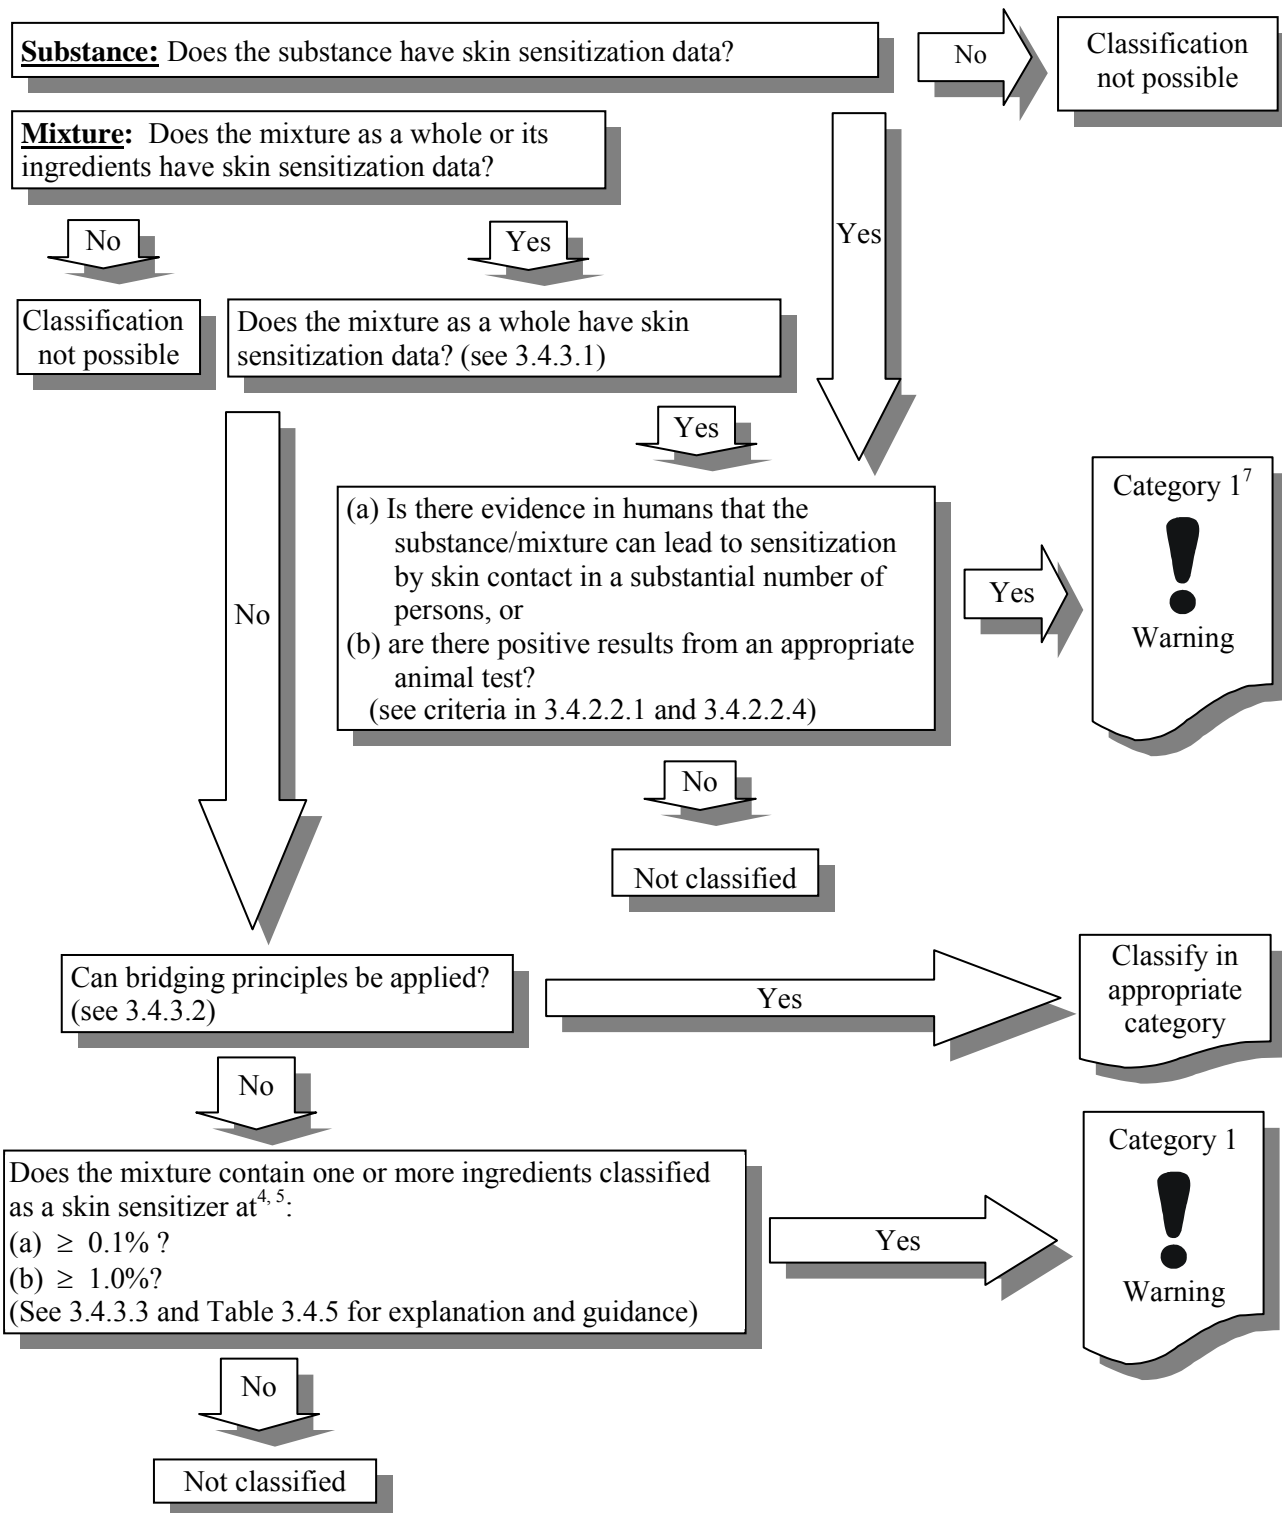 Substance: Does the substance have skin sensitization data?
No
Classification
not possible
Mixture: Does the mixture as a whole or its
ingredients have skin sensitization data?
Yes
No
Yes
Classification
not possible
Does the mixture as a whole have skin
sensitization data? (see 3.4.3.1)
Yes
(a) Is there evidence in humans that the
substance/mixture can lead to sensitization
by skin contact in a substantial number of
persons, or
(b) are there positive results from an appropriate
animal test?
(see criteria in 3.4.2.2.1 and 3.4.2.2.4)
Yes
Category 1⁷
!
Warning
No
No
Not classified
Can bridging principles be applied?
(see 3.4.3.2)
Yes
Classify in
appropriate
category
No
Does the mixture contain one or more ingredients classified
as a skin sensitizer at⁴, ⁵:
(a) ≥ 0.1% ?
(b) ≥ 1.0%?
(See 3.4.3.3 and Table 3.4.5 for explanation and guidance)
Yes
Category 1
!
Warning
No
Not classified